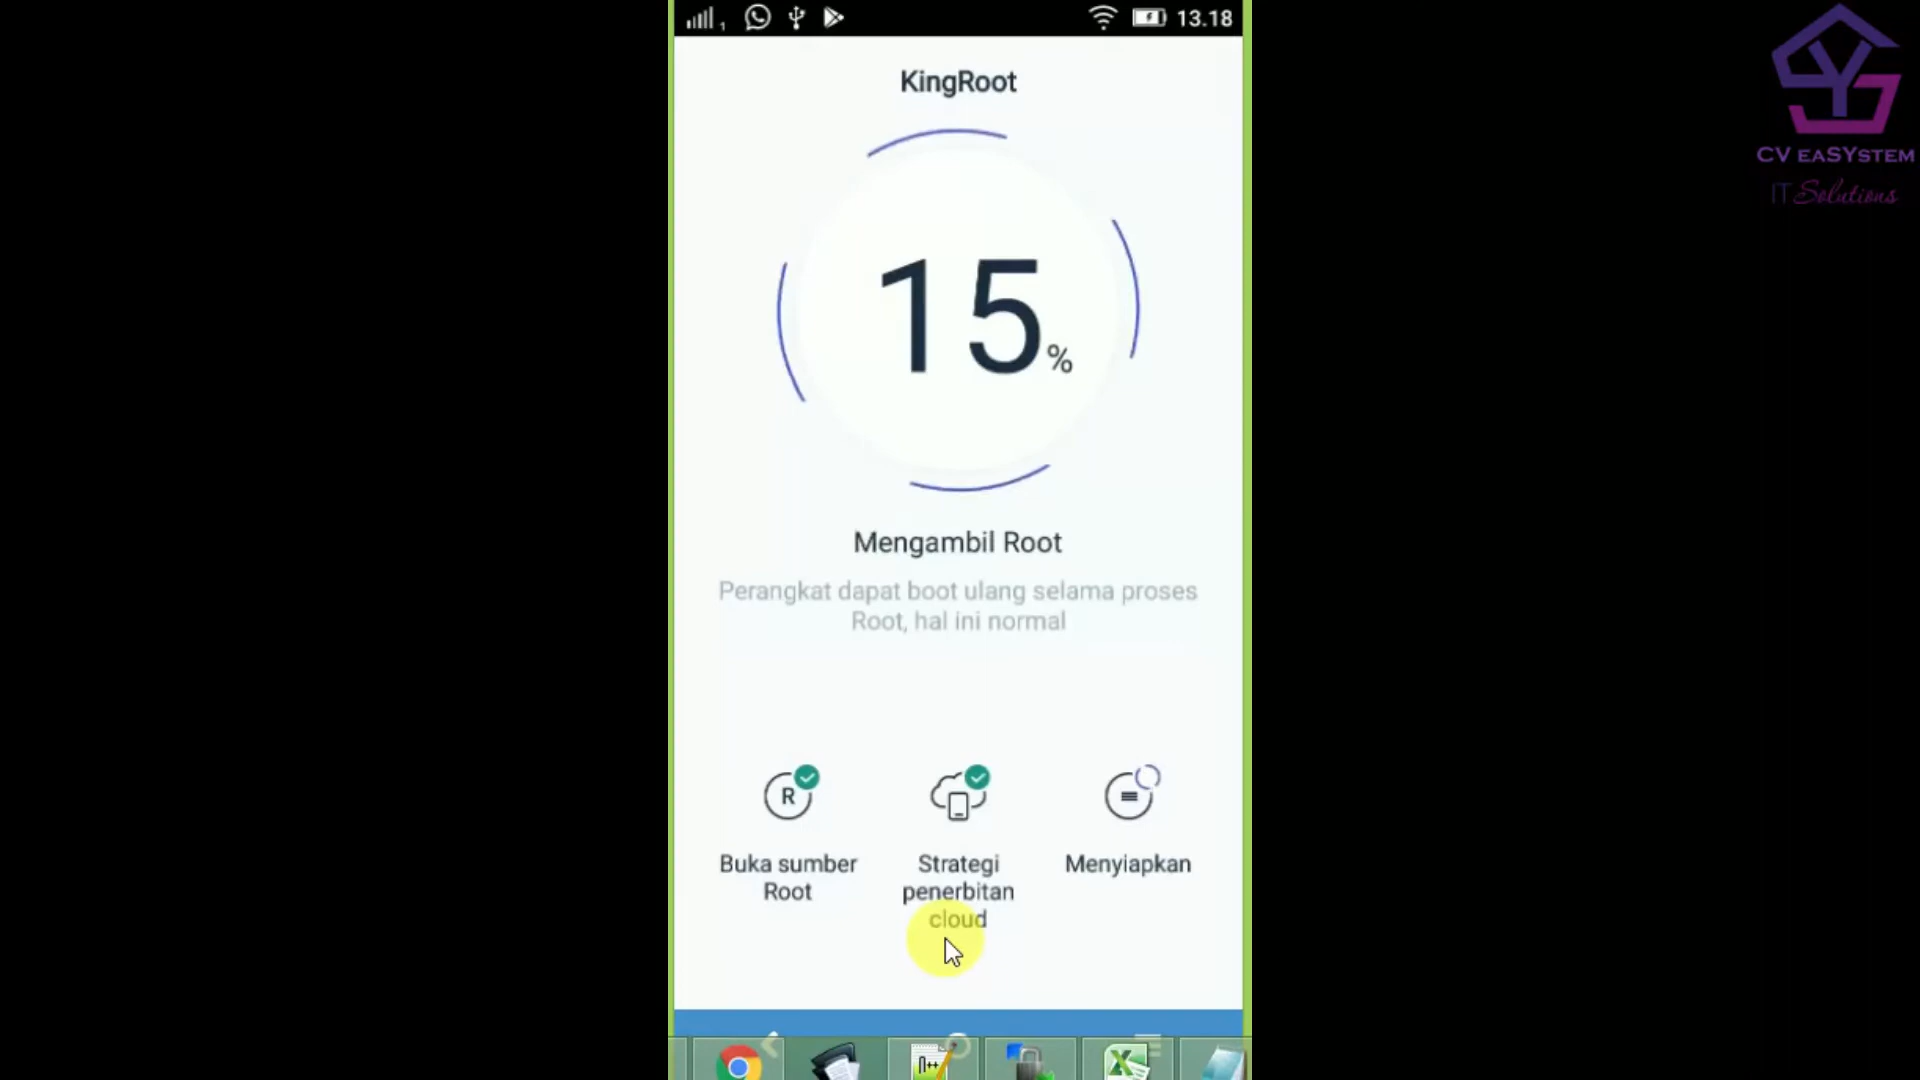 1
13.18
KingRoot
15%
Mengambil Root
Perangkat dapat boot ulang selama proses
Root, hal ini normal
R
Buka sumber
Root
Strategi
penerbitan
cloud
Menyiapkan
CV eaSYstem
IT Solutions